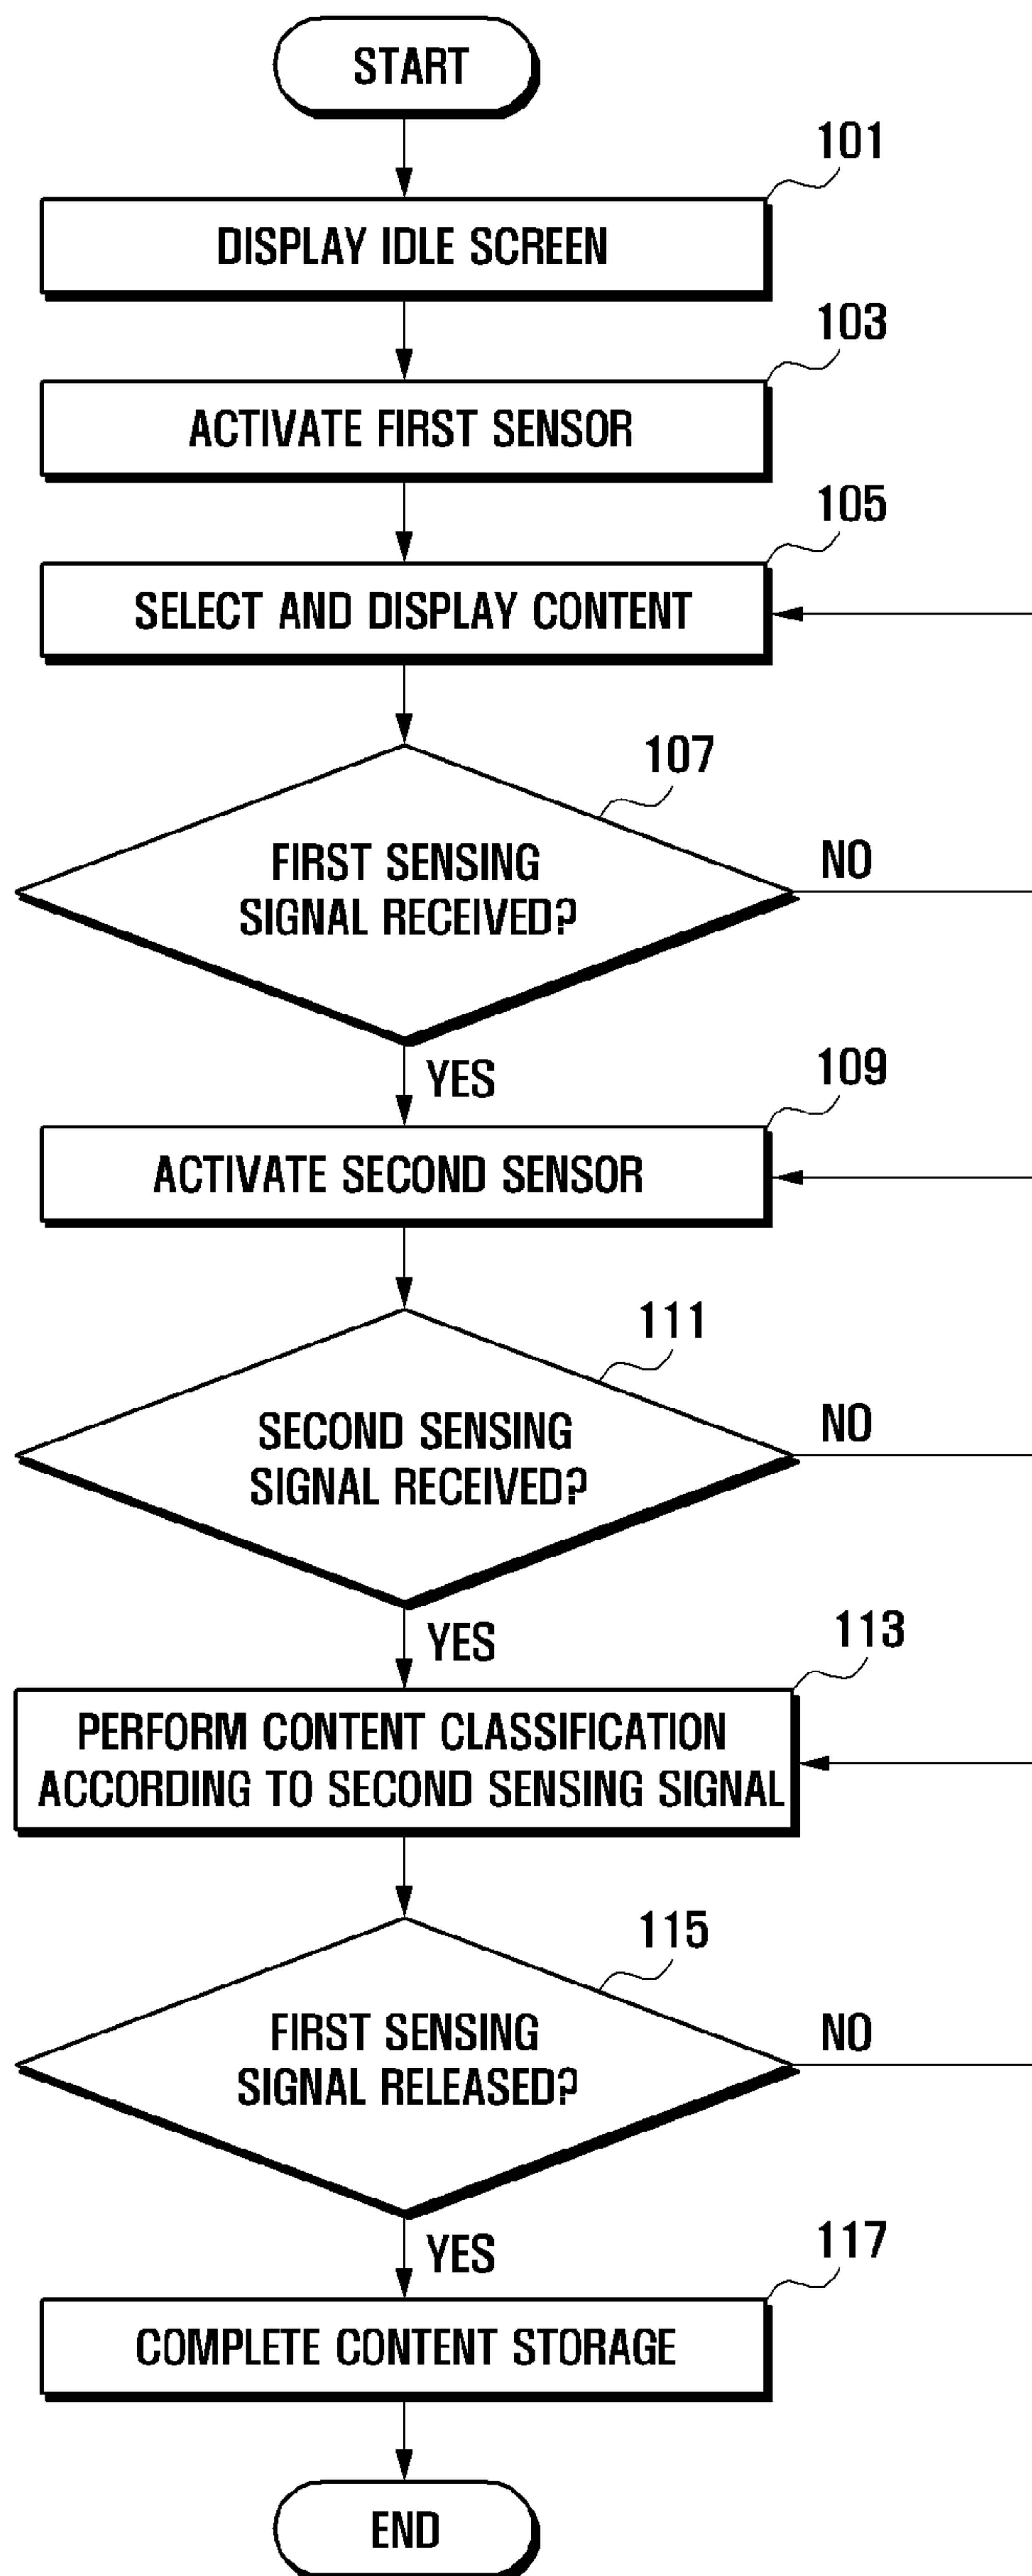 START
101
DISPLAY IDLE SCREEN
103
ACTIVATE FIRST SENSOR
105
SELECT AND DISPLAY CONTENT
107
FIRST SENSING
SIGNAL RECEIVED?
NO
YES
109
ACTIVATE SECOND SENSOR
111
SECOND SENSING
SIGNAL RECEIVED?
NO
YES
113
PERFORM CONTENT CLASSIFICATION
ACCORDING TO SECOND SENSING SIGNAL
115
FIRST SENSING
SIGNAL RELEASED?
NO
YES
117
COMPLETE CONTENT STORAGE
END